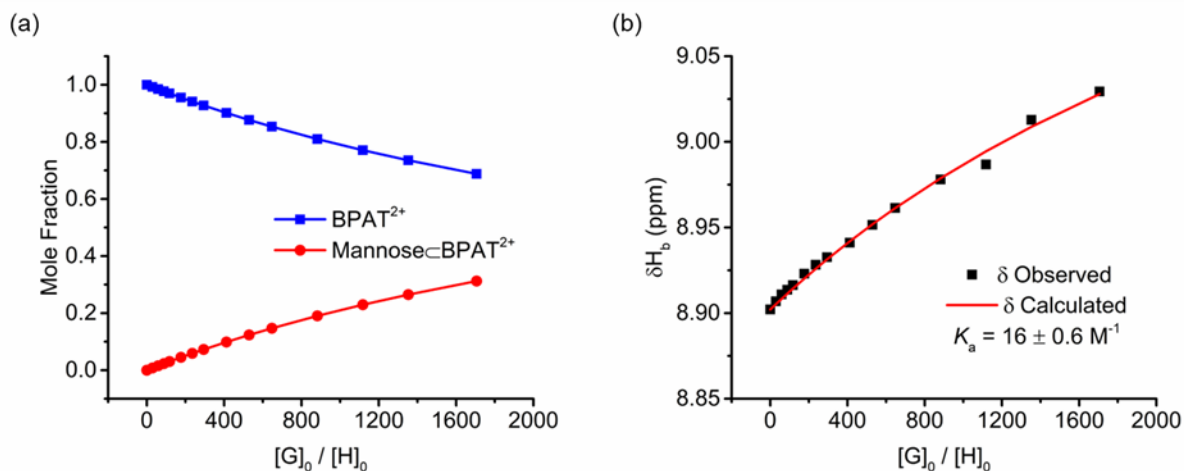 (a)
Mole Fraction
1.0
0.8
0.6
0.4
0.2
0.0
BPAT²⁺
Mannose⊂BPAT²⁺
0 400 800 1200 1600 2000
[G]₀ / [H]₀
(b)
δH_b (ppm)
9.05
9.00
8.95
8.90
8.85
δ Observed
δ Calculated
Kₐ = 16 ± 0.6 M⁻¹
0 400 800 1200 1600 2000
[G]₀ / [H]₀